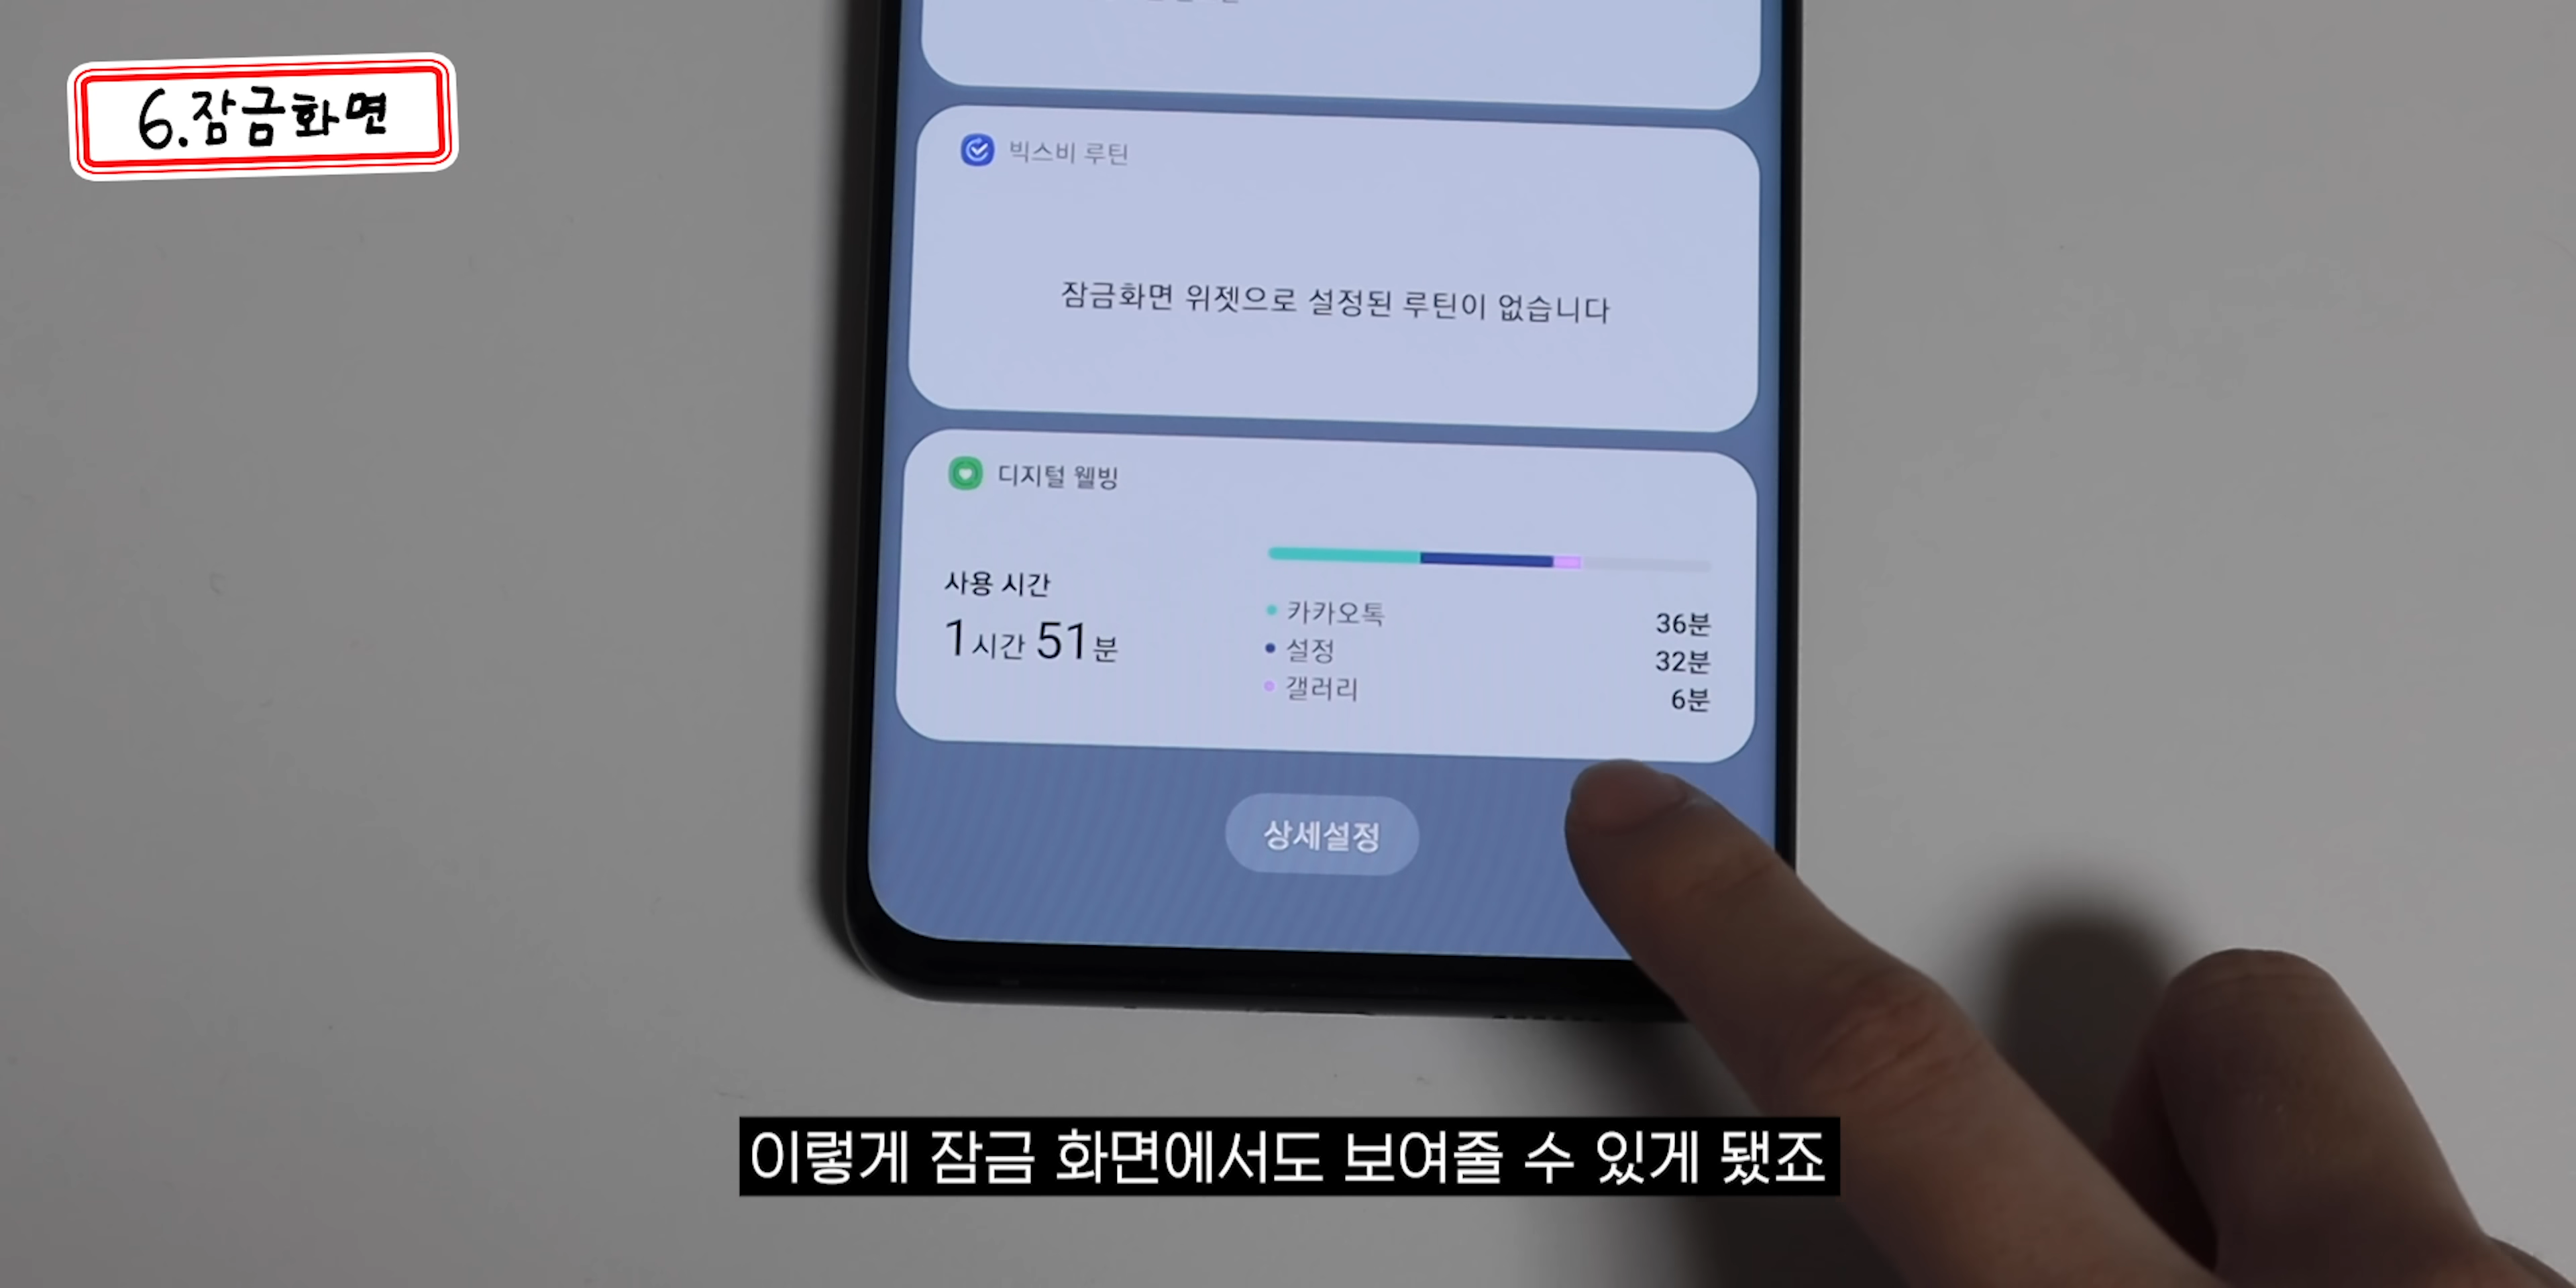 6.잠금화면
빅스비 루틴
잠금화면 위젯으로 설정된 루틴이 없습니다
디지털 웰빙
사용 시간
1시간 51분
카카오톡 36분
설정 32분
갤러리 6분
상세설정
이렇게 잠금 화면에서도 보여줄 수 있게 됐죠